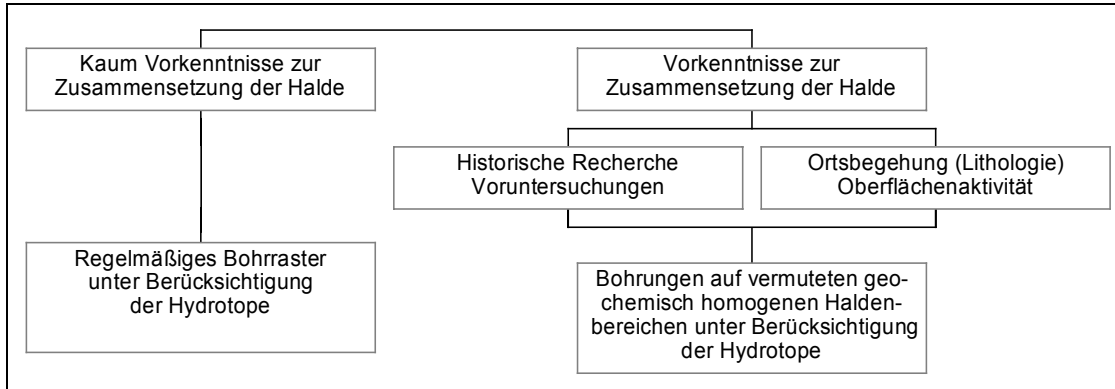 Kaum Vorkenntnisse zur
Zusammensetzung der Halde
Vorkenntnisse zur
Zusammensetzung der Halde
Historische Recherche
Voruntersuchungen
Ortsbegehung (Lithologie)
Oberflächenaktivität
Regelmäßiges Bohrraster
unter Berücksichtigung
der Hydrotope
Bohrungen auf vermuteten geo-
chemisch homogenen Halden-
bereichen unter Berücksichtigung
der Hydrotope